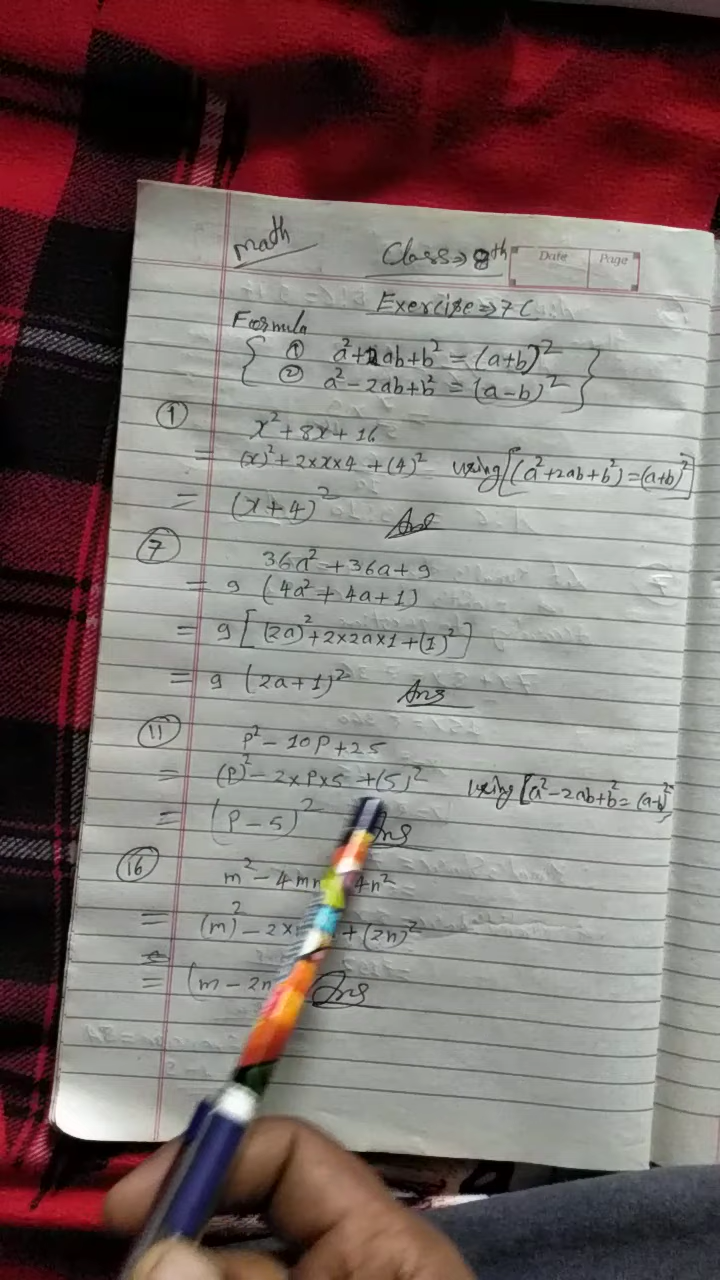 math
Class⇒ 8th
Date Page
Exercise⇒7C
Formula
① a²+2ab+b² = (a+b)²
② a²-2ab+b² = (a-b)²
① x²+8x+16
= (x)²+2×x×4+(4)² using[(a²+2ab+b²)=(a+b)²]
= (x+4)² Ans
⑦ 36a²+36a+9
= 9 (4a²+4a+1)
= 9[(2a)²+2×2a×1+(1)²]
= 9 (2a+1)² Ans
⑪ p²-10p+25
= (p)²-2×p×5+(5)² using [a²-2ab+b²=(a-b)²
= (p-5)² Ans
⑯ m²-4mn 4n²
= (m)²-2× +(2n)²
=
= (m-2n Ans